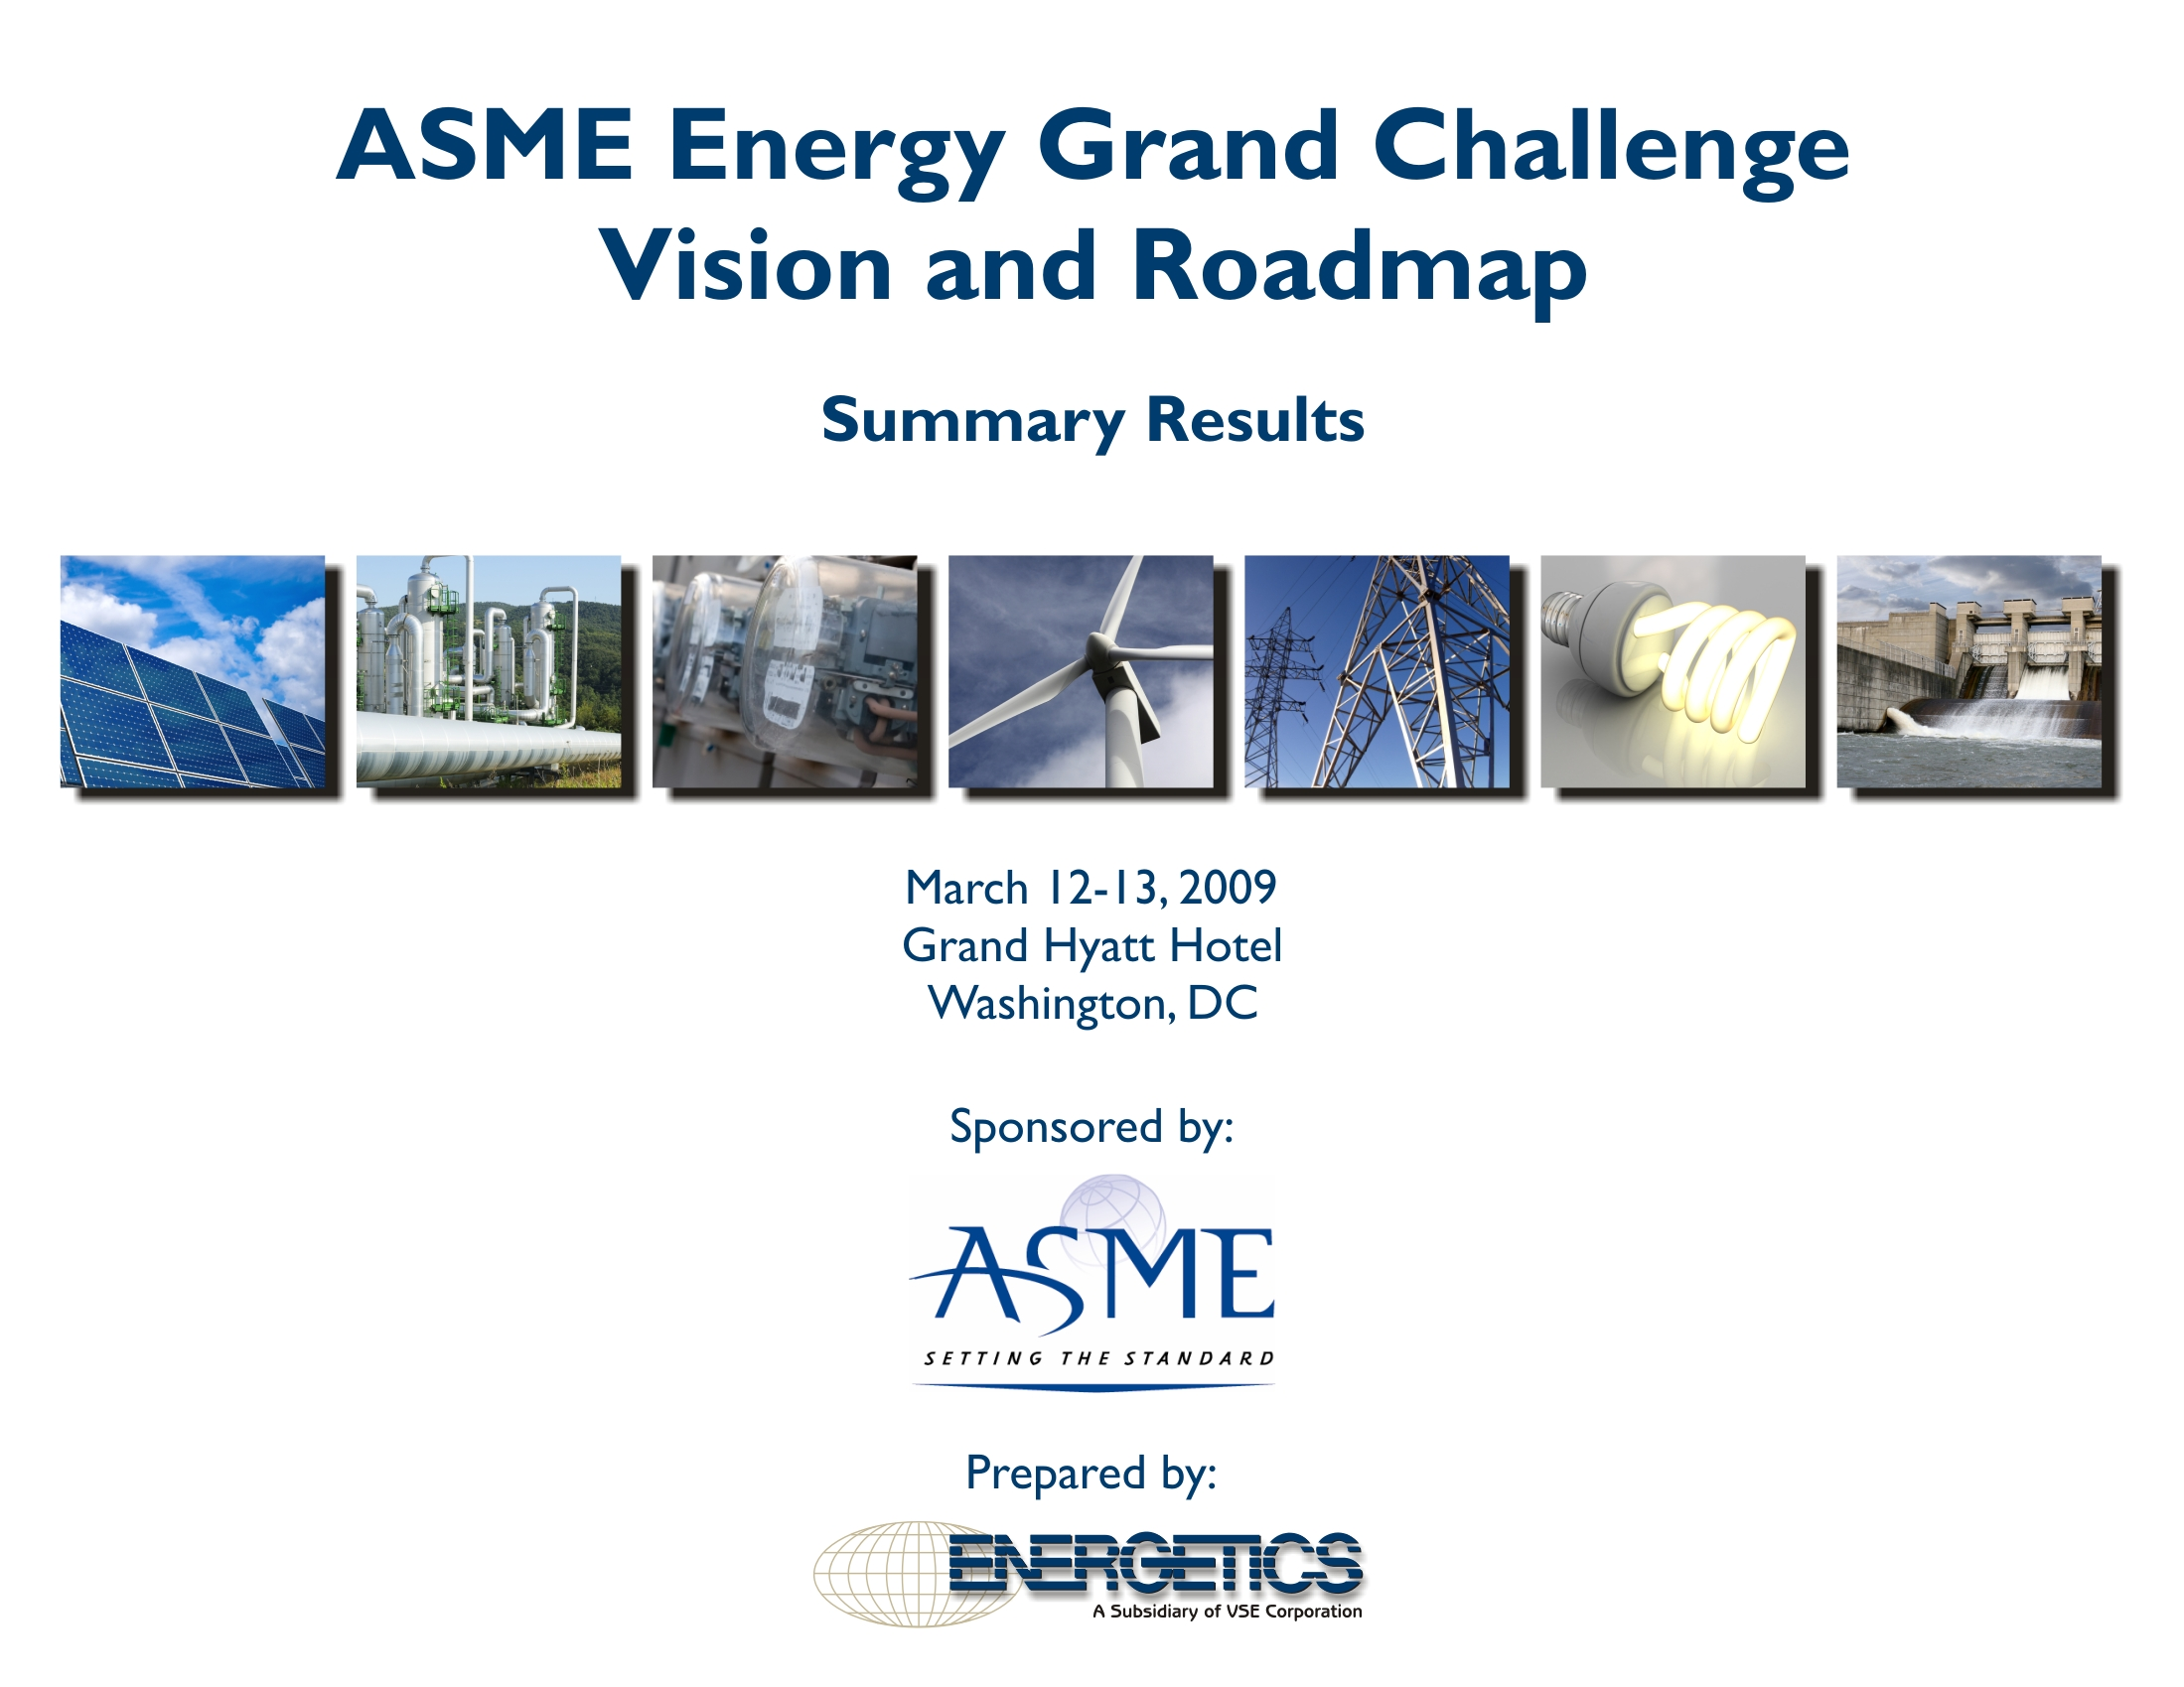 ASME Energy Grand Challenge
Vision and Roadmap
Summary Results
March 12-13, 2009
Grand Hyatt Hotel
Washington, DC
Sponsored by:
ASME
SETTING THE STANDARD
Prepared by:
ENERGETICS
A Subsidiary of VSE Corporation